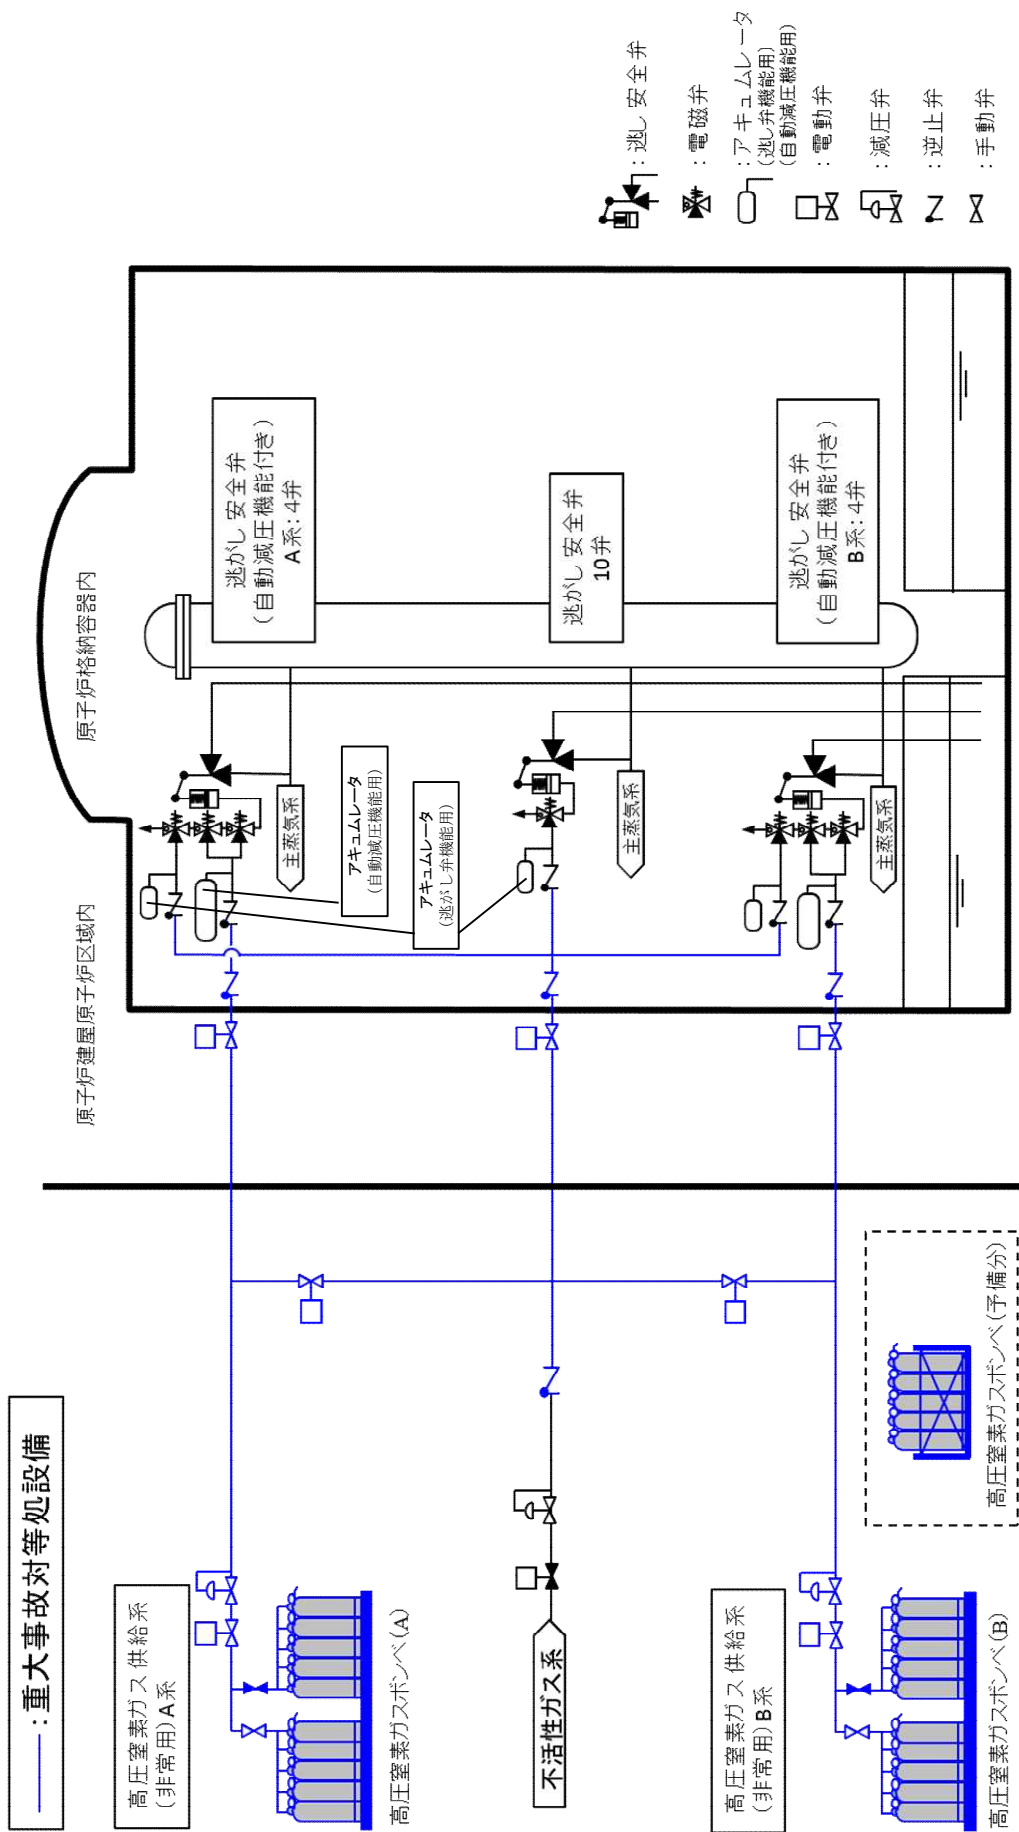 ：重大事故対等処設備
高圧窒素ガス供給系
(非常用)A系
高圧窒素ガスボンベ(A)
不活性ガス系
高圧窒素ガス供給系
(非常用)B系
高圧窒素ガスボンベ(B)
高圧窒素ガスボンベ(予備分)
原子炉建屋原子炉区域内
原子炉格納容器内
アキュムレータ
(自動減圧機能用)
アキュムレータ
(逃がし弁機能用)
主蒸気系
主蒸気系
主蒸気系
逃がし安全弁
(自動減圧機能付き)
A系：4弁
逃がし安全弁
10弁
逃がし安全弁
(自動減圧機能付き)
B系：4弁
：逃し安全弁
：電磁弁
：アキュムレータ
(逃し弁機能用)
(自動減圧機能用)
：電動弁
：減圧弁
：逆止弁
：手動弁